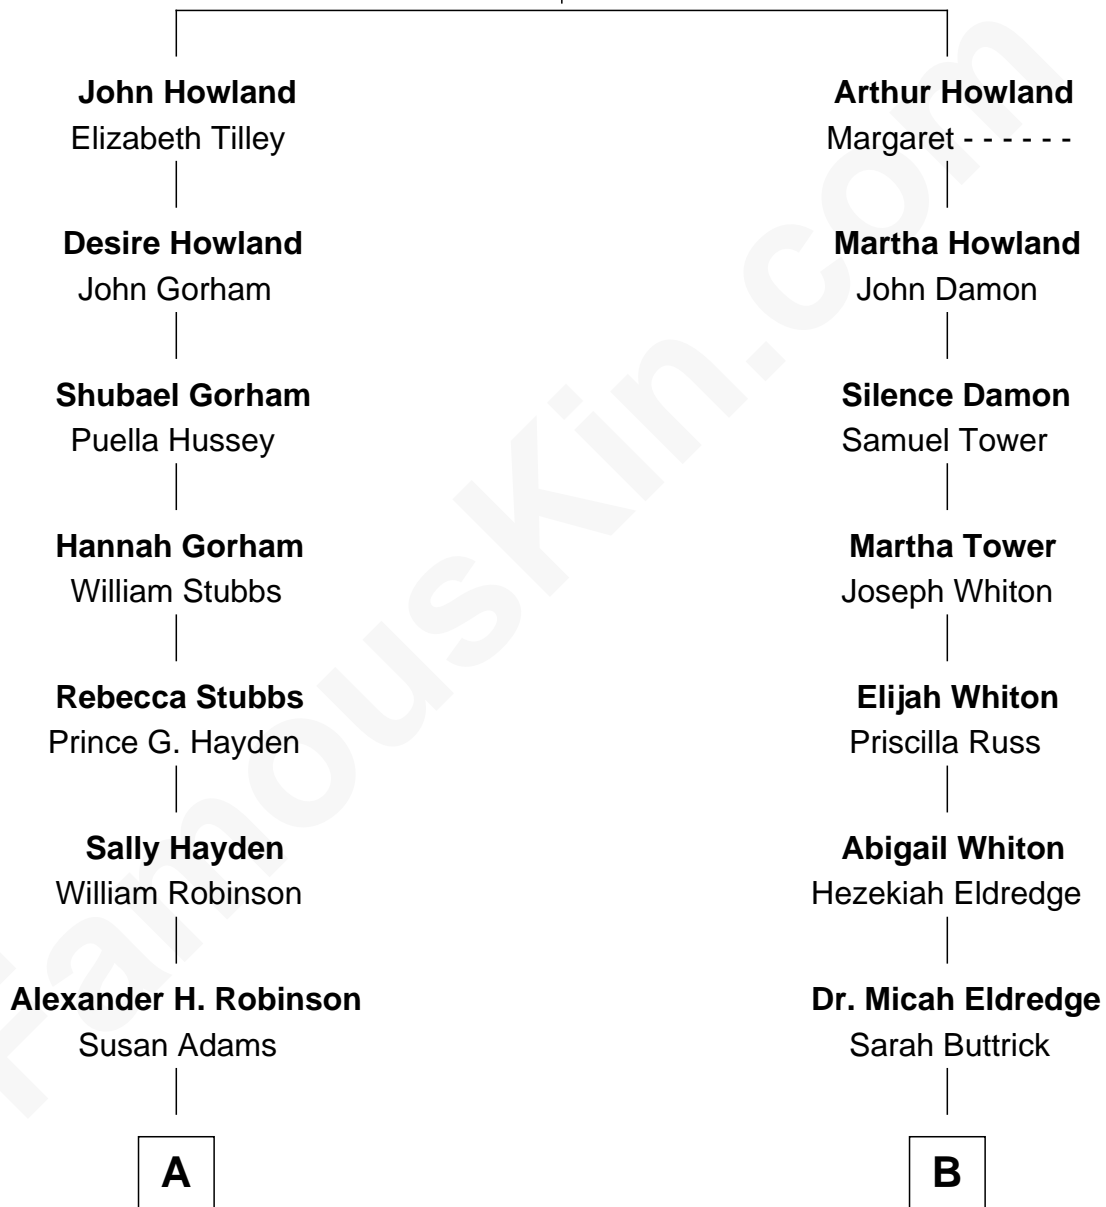 John Howland
Elizabeth Tilley
Desire Howland
John Gorham
Shubael Gorham
Puella Hussey
Hannah Gorham
William Stubbs
Rebecca Stubbs
Prince G. Hayden
Sally Hayden
William Robinson
Alexander H. Robinson
Susan Adams
A
Arthur Howland
Margaret - - - - - -
Martha Howland
John Damon
Silence Damon
Samuel Tower
Martha Tower
Joseph Whiton
Elijah Whiton
Priscilla Russ
Abigail Whiton
Hezekiah Eldredge
Dr. Micah Eldredge
Sarah Buttrick
B
FamousKin.com